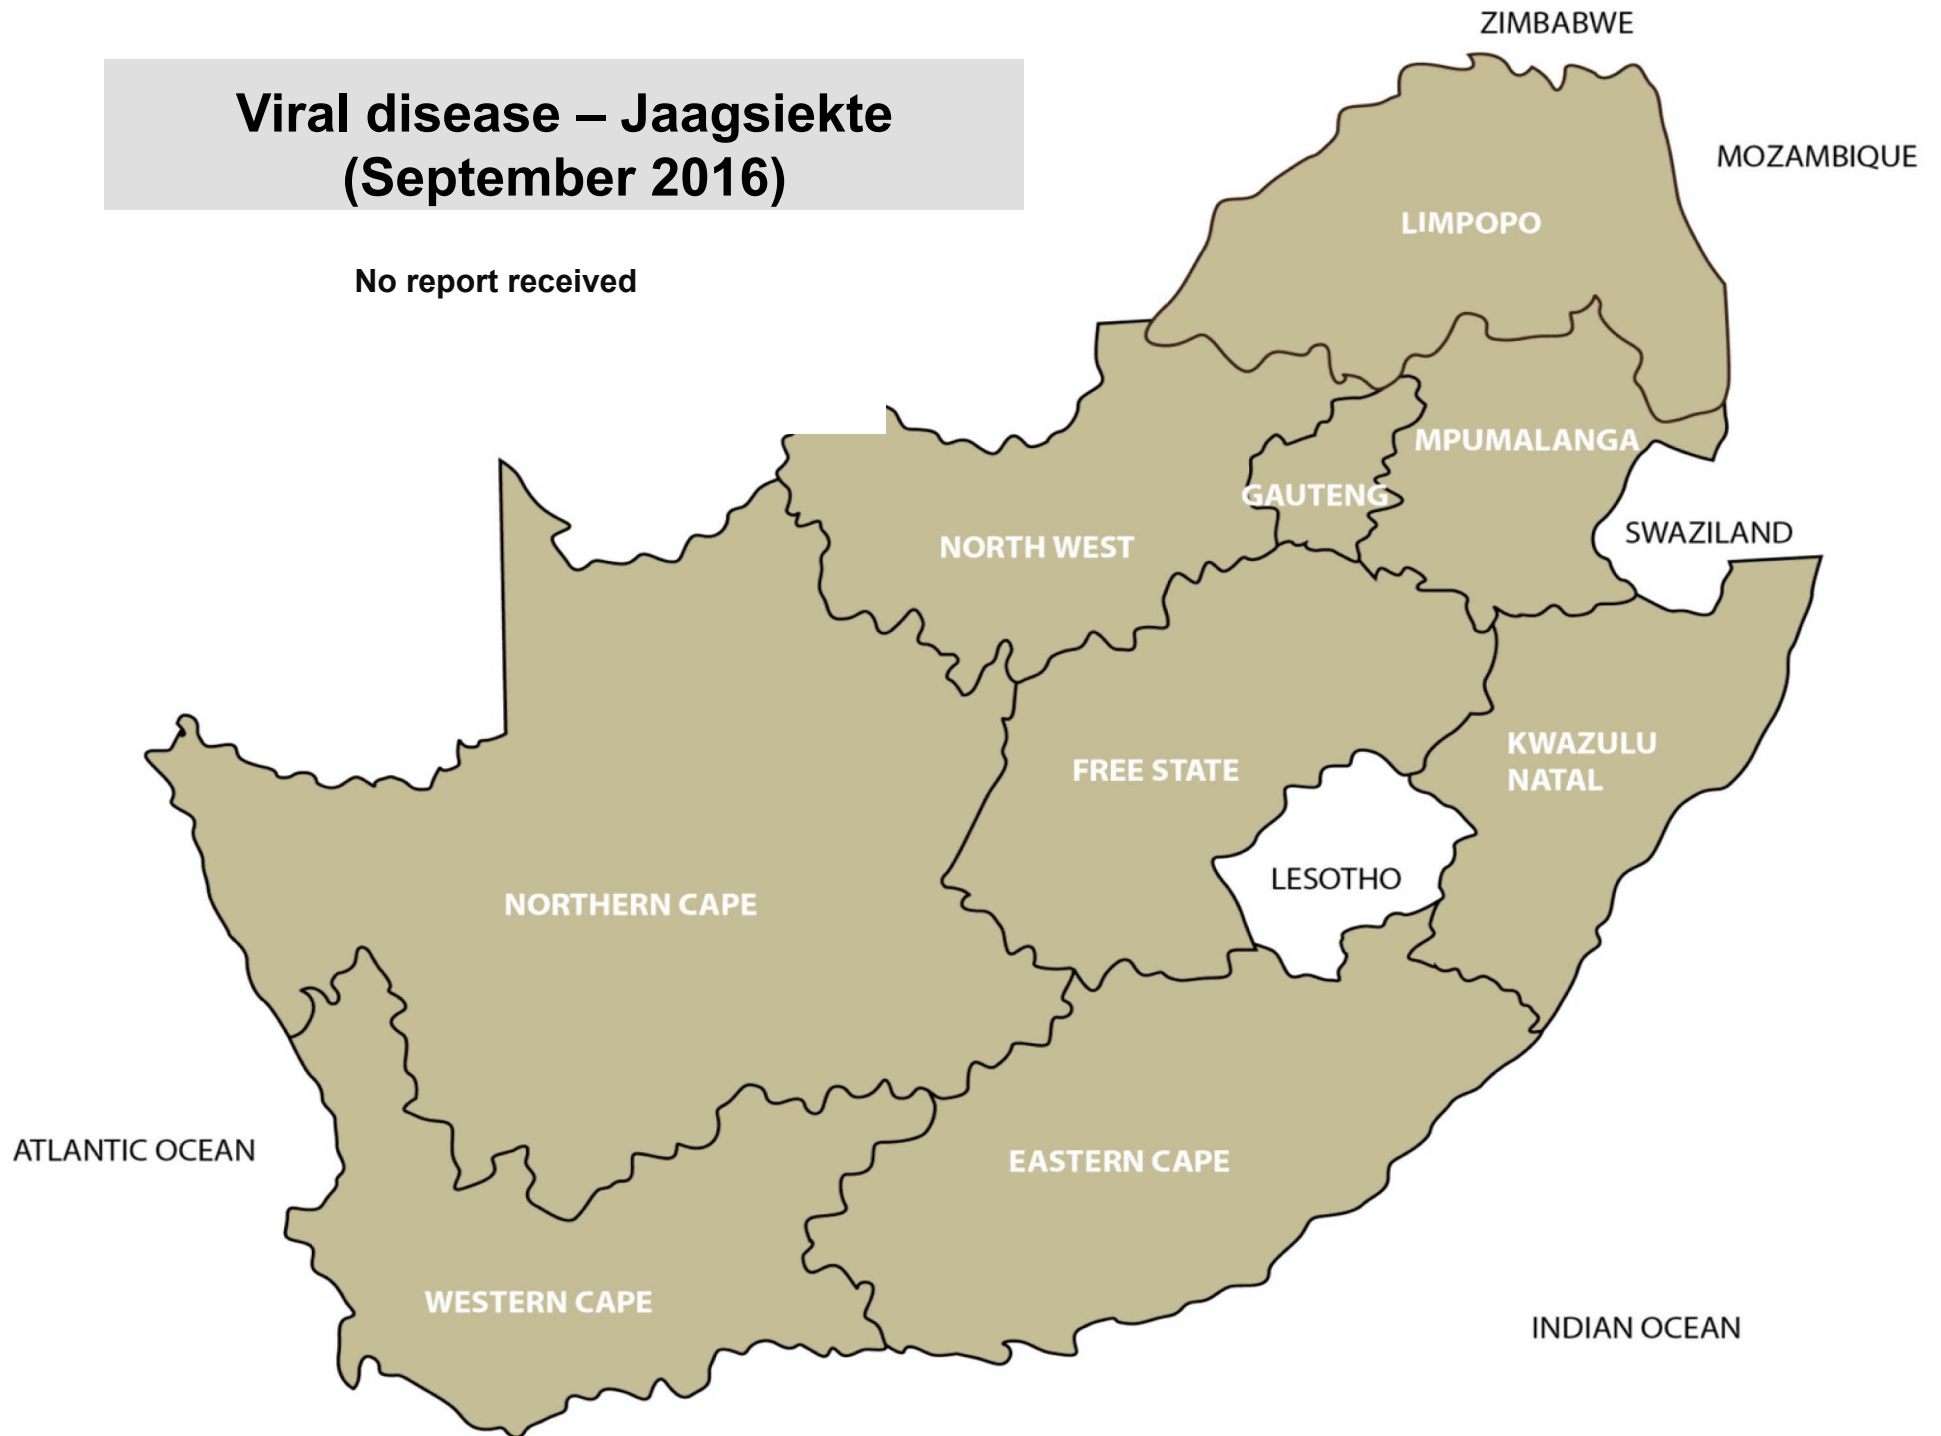 ZIMBABWE
Viral disease – Jaagsiekte
(September 2016)
MOZAMBIQUE
LIMPOPO
No report received
MPUMALANGA
GAUTENG
SWAZILAND
NORTH WEST
KWAZULU
NATAL
FREE STATE
LESOTHO
NORTHERN CAPE
ATLANTIC OCEAN
EASTERN CAPE
WESTERN CAPE
INDIAN OCEAN